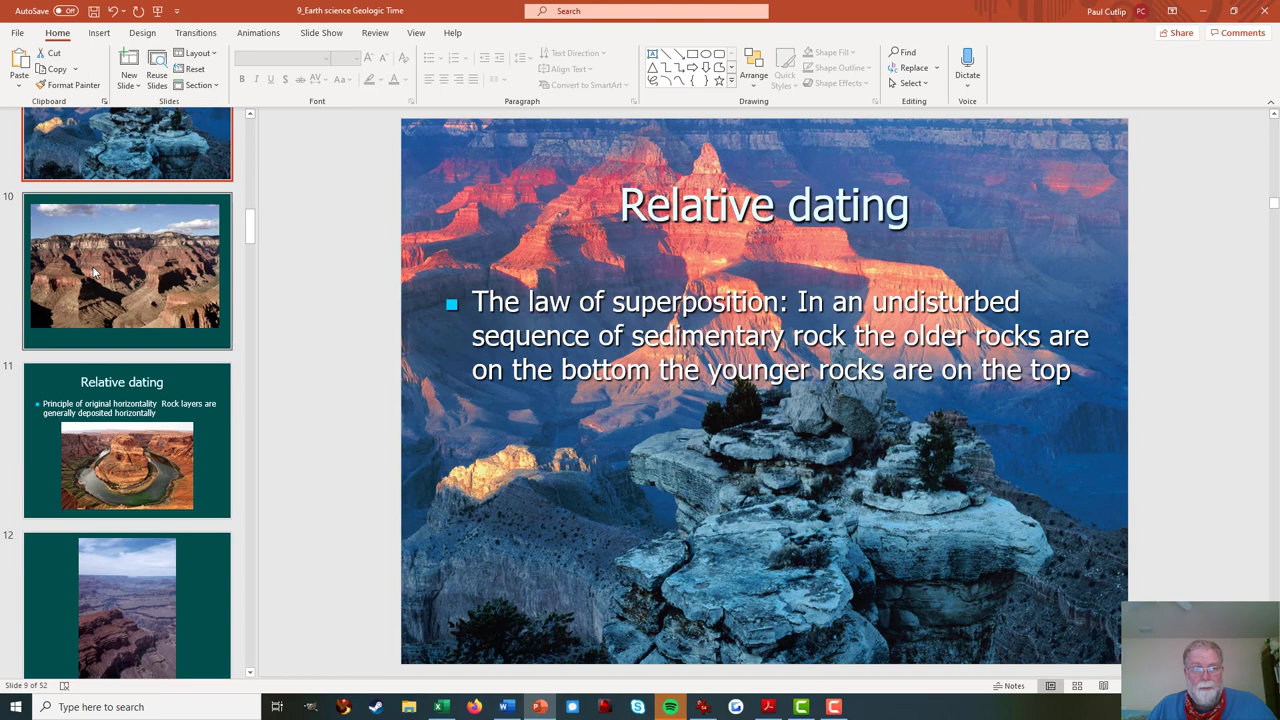 AutoSave Off
9_Earth science Geologic Time
Search
Paul Cutlip PC
File Home Insert Design Transitions Animations Slide Show Review View Help
Share Comments
Paste
Cut
Copy
Format Painter
Clipboard
New Slide
Reuse Slides
Layout
Reset
Section
Slides
B I U S ab AV Aa A
Font
Text Direction
Align Text
Convert to SmartArt
Paragraph
Arrange
Quick Styles
Shape Fill
Shape Outline
Shape Effects
Drawing
Find
Replace
Select
Editing
Dictate
Voice
10
11
Relative dating
Principle of original horizontality Rock layers are
generally deposited horizontally
12
Relative dating
The law of superposition: In an undisturbed
sequence of sedimentary rock the older rocks are
on the bottom the younger rocks are on the top
Slide 9 of 52
Notes
Type here to search